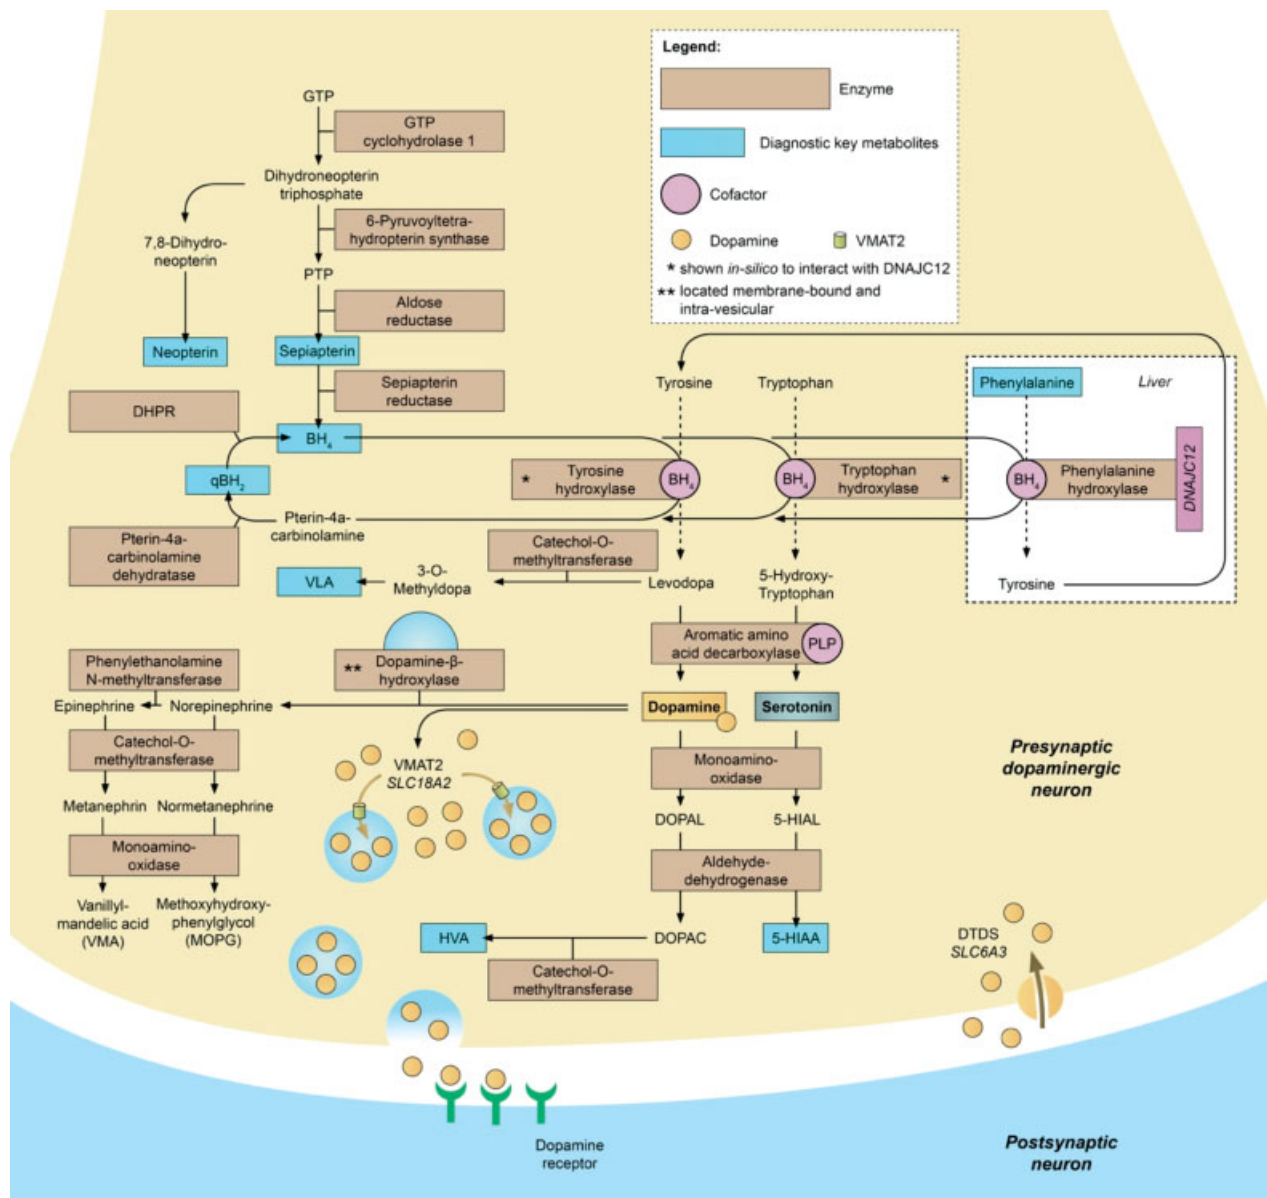 Legend:
Enzyme
Diagnostic key metabolites
Cofactor
Dopamine
VMAT2
* shown in-silico to interact with DNAJC12
** located membrane-bound and
intra-vesicular
GTP
GTP
cyclohydrolase 1
Dihydroneopterin
triphosphate
6-Pyruvoyltetra-
hydropterin synthase
7,8-Dihydro-
neopterin
PTP
Aldose
reductase
Neopterin
Sepiapterin
Sepiapterin
reductase
DHPR
BH4
qBH2
Pterin-4a-
carbinolamine
Pterin-4a-
carbinolamine
dehydratase
Tyrosine
Tryptophan
Phenylalanine
Liver
* Tyrosine
hydroxylase
BH4
BH4
Tryptophan
hydroxylase *
BH4
Phenylalanine
hydroxylase
DNAJC12
Tyrosine
Catechol-O-
methyltransferase
VLA
3-O-
Methyldopa
Levodopa
5-Hydroxy-
Tryptophan
Aromatic amino
acid decarboxylase
PLP
Phenylethanolamine
N-methyltransferase
** Dopamine-β-
hydroxylase
Epinephrine
Norepinephrine
Dopamine
Serotonin
Catechol-O-
methyltransferase
VMAT2
SLC18A2
Monoamino-
oxidase
Presynaptic
dopaminergic
neuron
Metanephrin
Normetanephrine
DOPAL
5-HIAL
Monoamino-
oxidase
Aldehyde-
dehydrogenase
Vanillyl-
mandelic acid
(VMA)
Methoxyhydroxy-
phenylglycol
(MOPG)
HVA
DOPAC
5-HIAA
Catechol-O-
methyltransferase
DTDS
SLC6A3
Dopamine
receptor
Postsynaptic
neuron